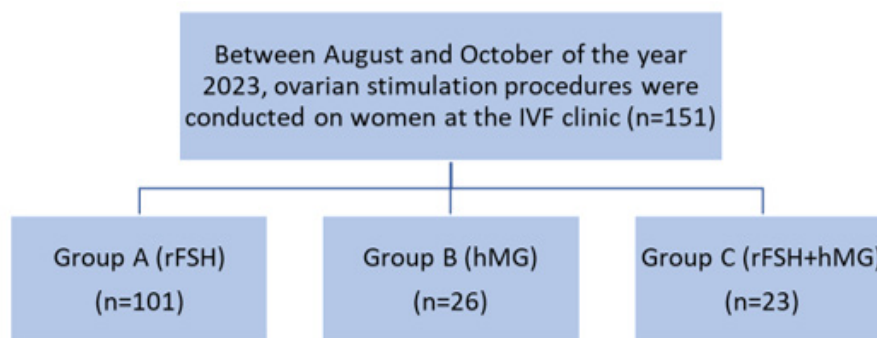 Between August and October of the year
2023, ovarian stimulation procedures were
conducted on women at the IVF clinic (n=151)
Group A (rFSH)
(n=101)
Group B (hMG)
(n=26)
Group C (rFSH+hMG)
(n=23)